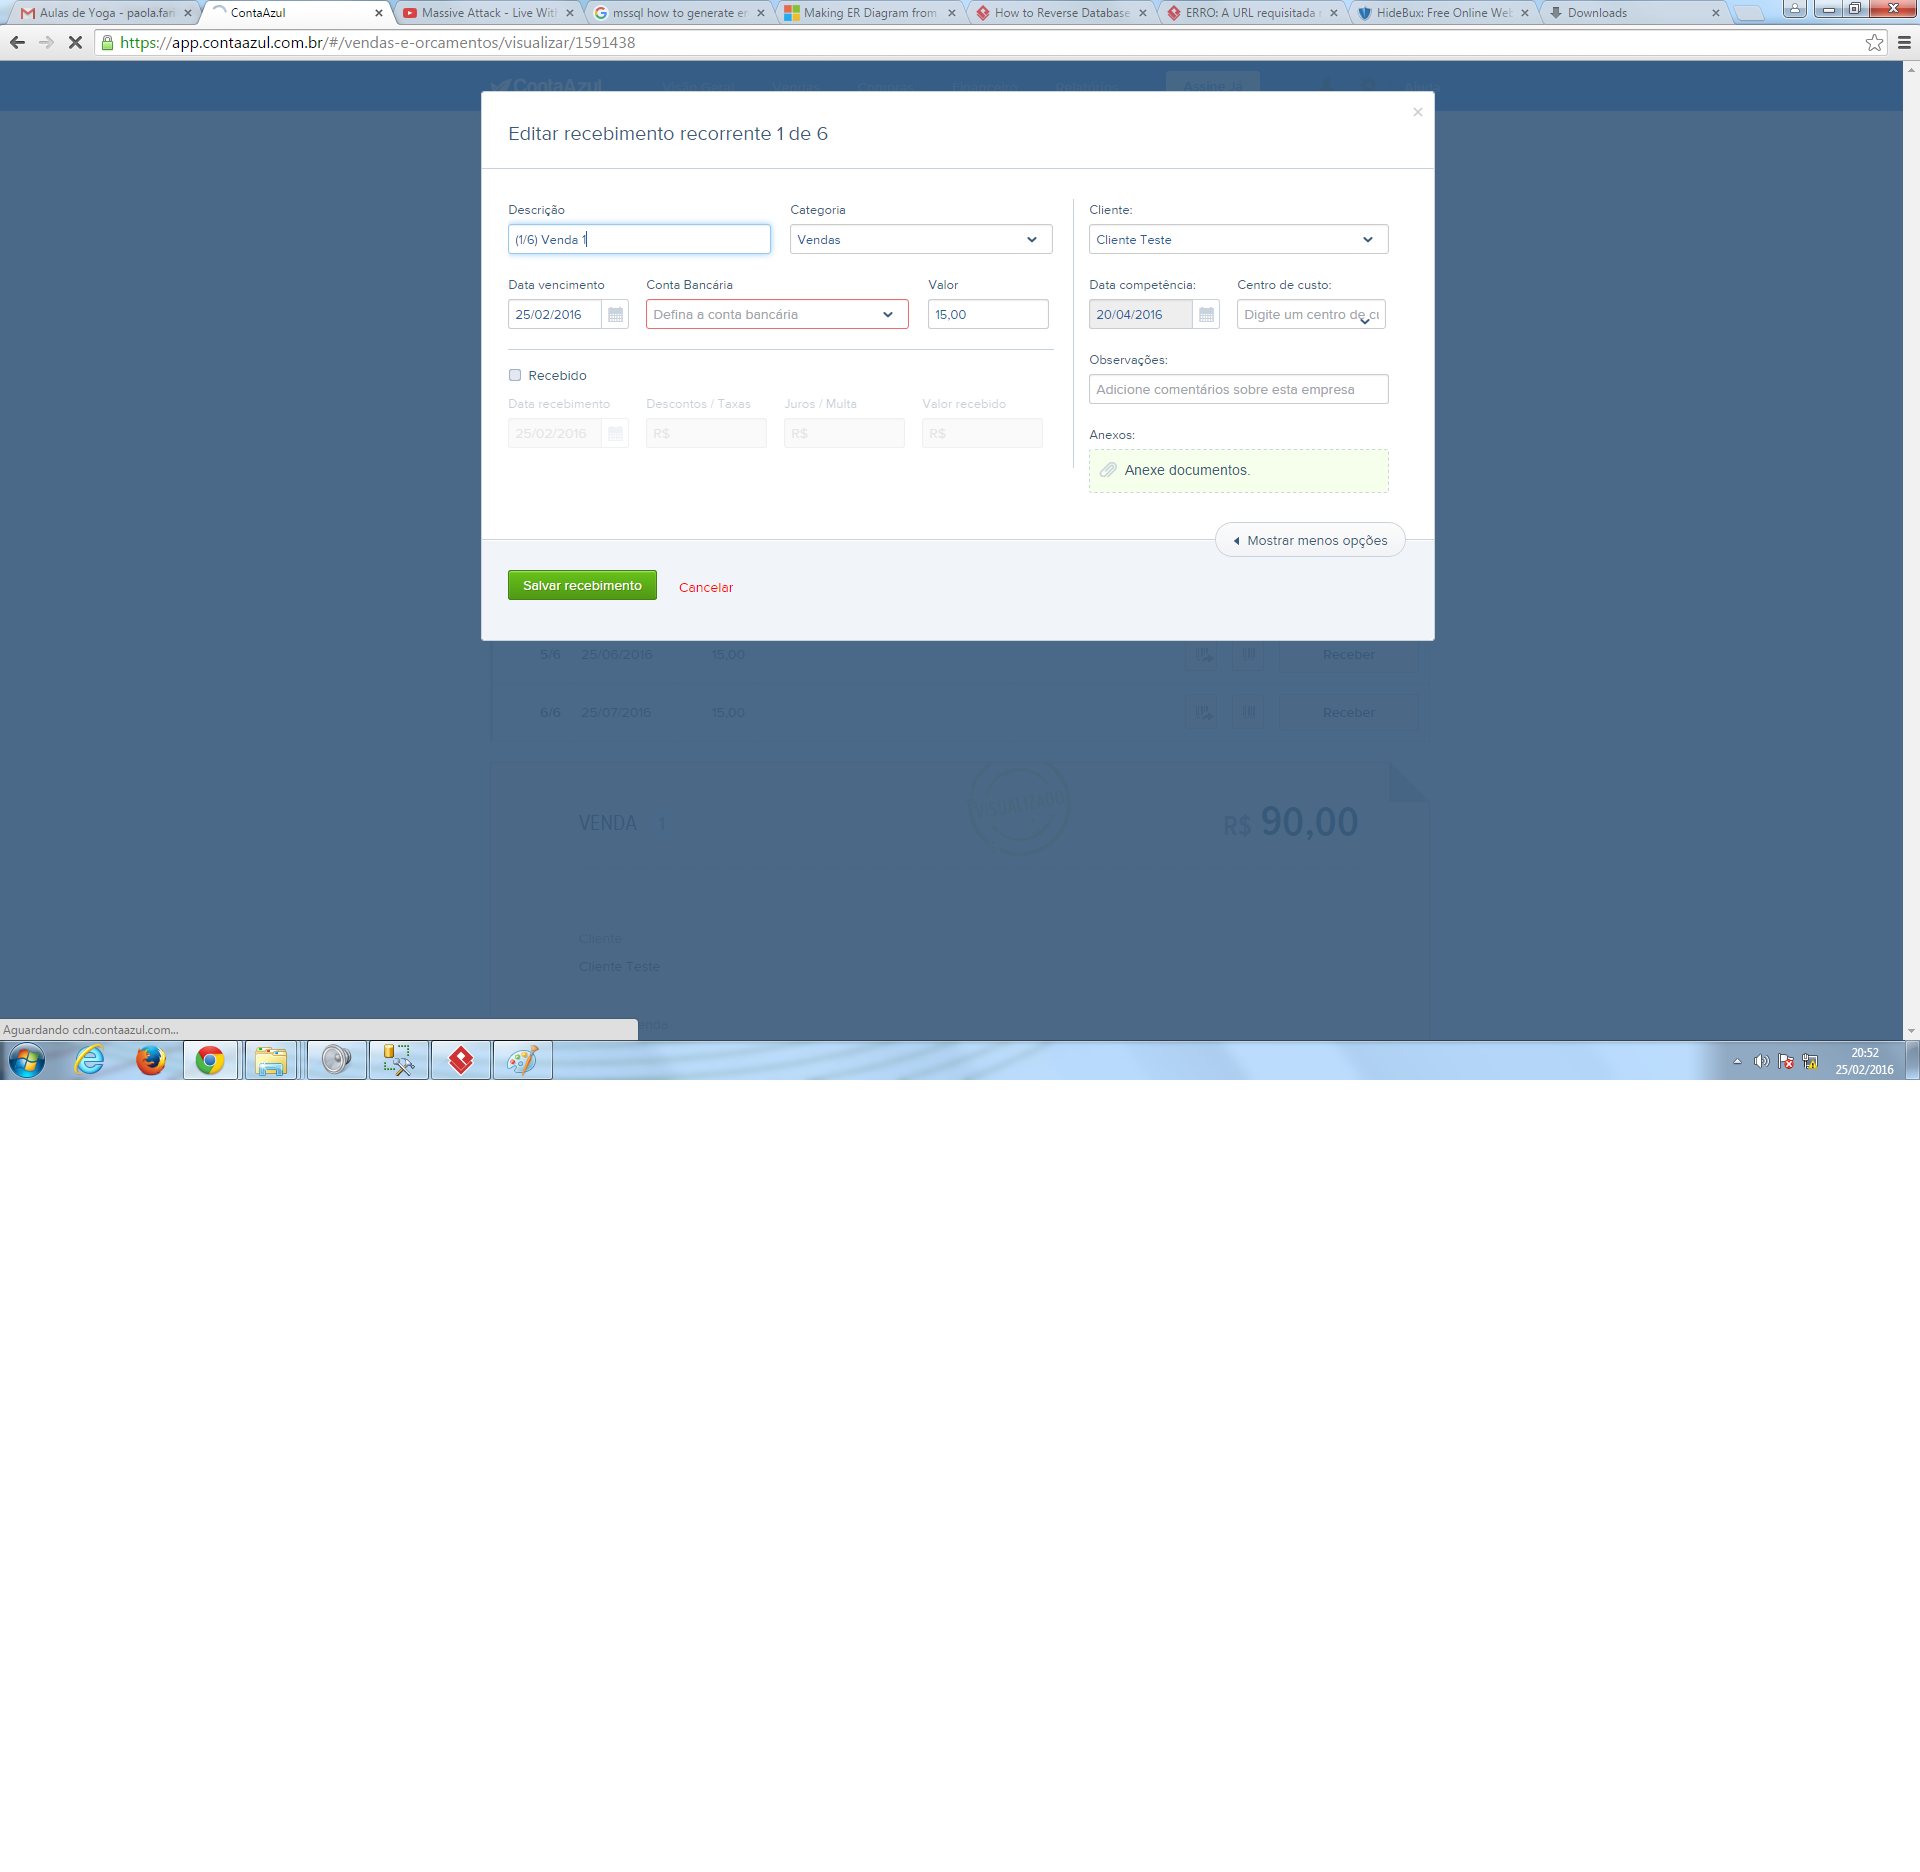 Aulas de Yoga - paola.fari
ContaAzul
Massive Attack - Live Wit
mssql how to generate er
Making ER Diagram from
How to Reverse Database
ERRO: A URL requisitada
HideBux: Free Online Web
Downloads
https://app.contaazul.com.br/#/vendas-e-orcamentos/visualizar/1591438
ContaAzul
Editar recebimento recorrente 1 de 6
Descrição
Categoria
Cliente:
(1/6) Venda 1
Vendas
Cliente Teste
Data vencimento
Conta Bancária
Valor
Data competência:
Centro de custo:
25/02/2016
Defina a conta bancária
15,00
20/04/2016
Digite um centro de cu
Recebido
Observações:
Adicione comentários sobre esta empresa
Data recebimento
Descontos / Taxas
Juros / Multa
Valor recebido
25/02/2016
R$
R$
R$
Anexos:
Anexe documentos.
Mostrar menos opções
Salvar recebimento
Cancelar
5/6 25/06/2016 15,00 Receber
6/6 25/07/2016 15,00 Receber
VISUALIZADO
VENDA 1
R$ 90,00
Cliente
Cliente Teste
Aguardando cdn.contaazul.com...
20:52
25/02/2016